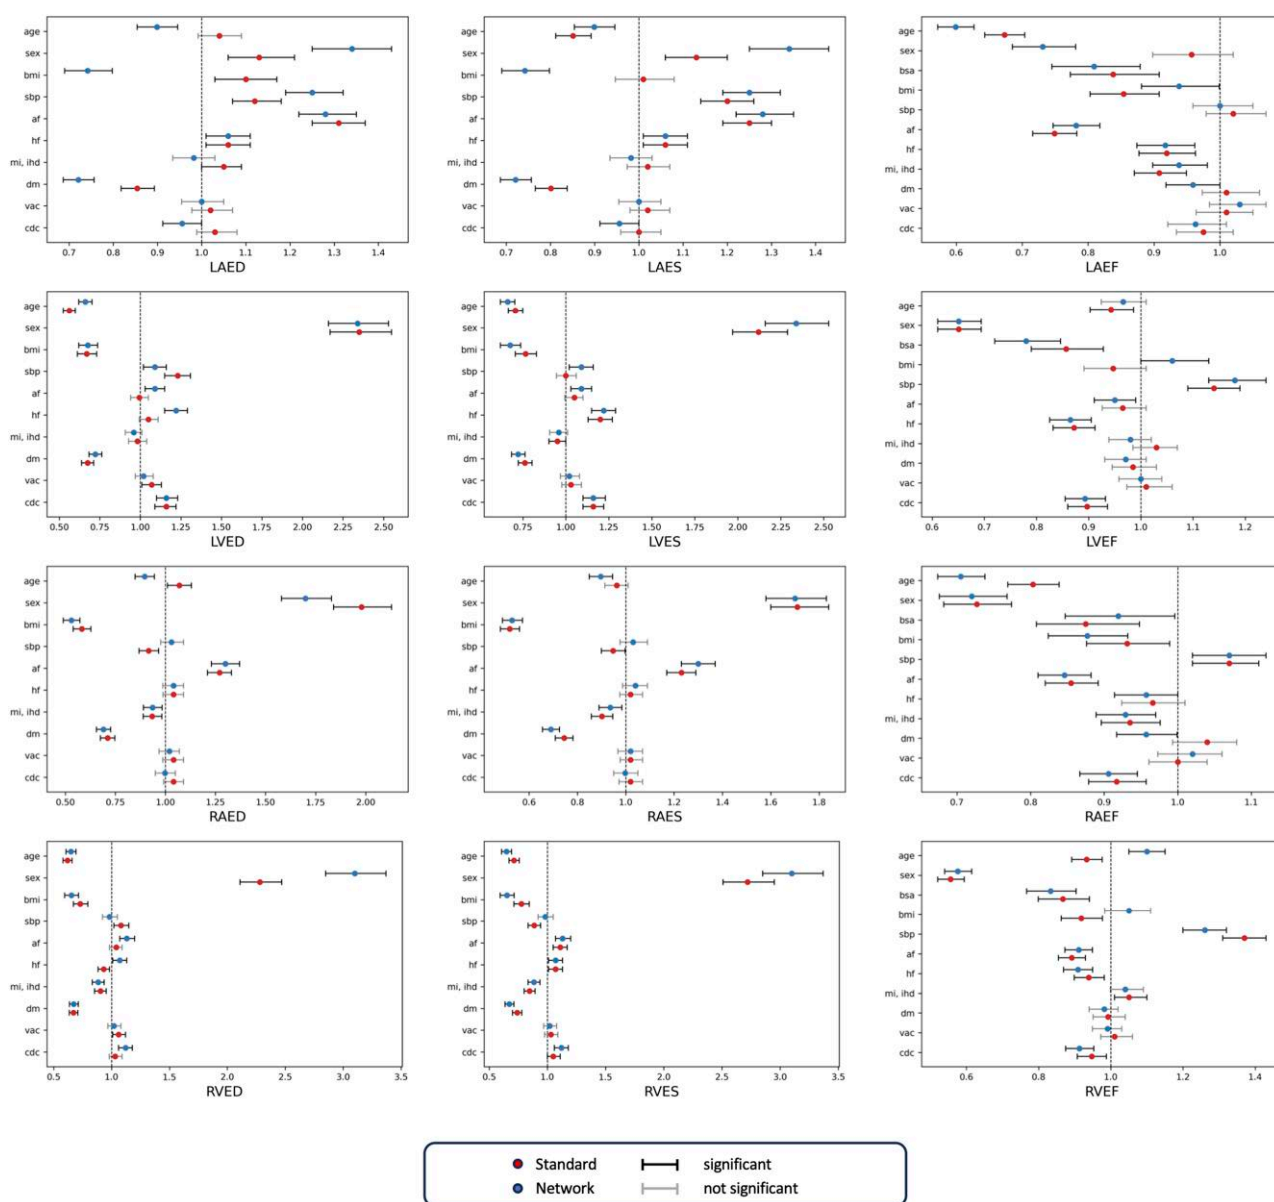 age
sex
bmi
sbp
af
hf
mi, ihd
dm
vac
cdc
0.7 0.8 0.9 1.0 1.1 1.2 1.3 1.4
LAED
age
sex
bmi
sbp
af
hf
mi, ihd
dm
vac
cdc
0.7 0.8 0.9 1.0 1.1 1.2 1.3 1.4
LAES
age
sex
bsa
bmi
sbp
af
hf
mi, ihd
dm
vac
cdc
0.6 0.7 0.8 0.9 1.0
LAEF
age
sex
bmi
sbp
af
hf
mi, ihd
dm
vac
cdc
0.50 0.75 1.00 1.25 1.50 1.75 2.00 2.25 2.50
LVED
age
sex
bmi
sbp
af
hf
mi, ihd
dm
vac
cdc
0.75 1.00 1.25 1.50 1.75 2.00 2.25 2.50
LVES
age
sex
bsa
bmi
sbp
af
hf
mi, ihd
dm
vac
cdc
0.6 0.7 0.8 0.9 1.0 1.1 1.2
LVEF
age
sex
bmi
sbp
af
hf
mi, ihd
dm
vac
cdc
0.50 0.75 1.00 1.25 1.50 1.75 2.00
RAED
age
sex
bmi
sbp
af
hf
mi, ihd
dm
vac
cdc
0.6 0.8 1.0 1.2 1.4 1.6 1.8
RAES
age
sex
bsa
bmi
sbp
af
hf
mi, ihd
dm
vac
cdc
0.7 0.8 0.9 1.0 1.1
RAEF
age
sex
bmi
sbp
af
hf
mi, ihd
dm
vac
cdc
0.5 1.0 1.5 2.0 2.5 3.0 3.5
RVED
age
sex
bmi
sbp
af
hf
mi, ihd
dm
vac
cdc
0.5 1.0 1.5 2.0 2.5 3.0 3.5
RVES
age
sex
bsa
bmi
sbp
af
hf
mi, ihd
dm
vac
cdc
0.6 0.8 1.0 1.2 1.4
RVEF
Standard significant
Network not significant